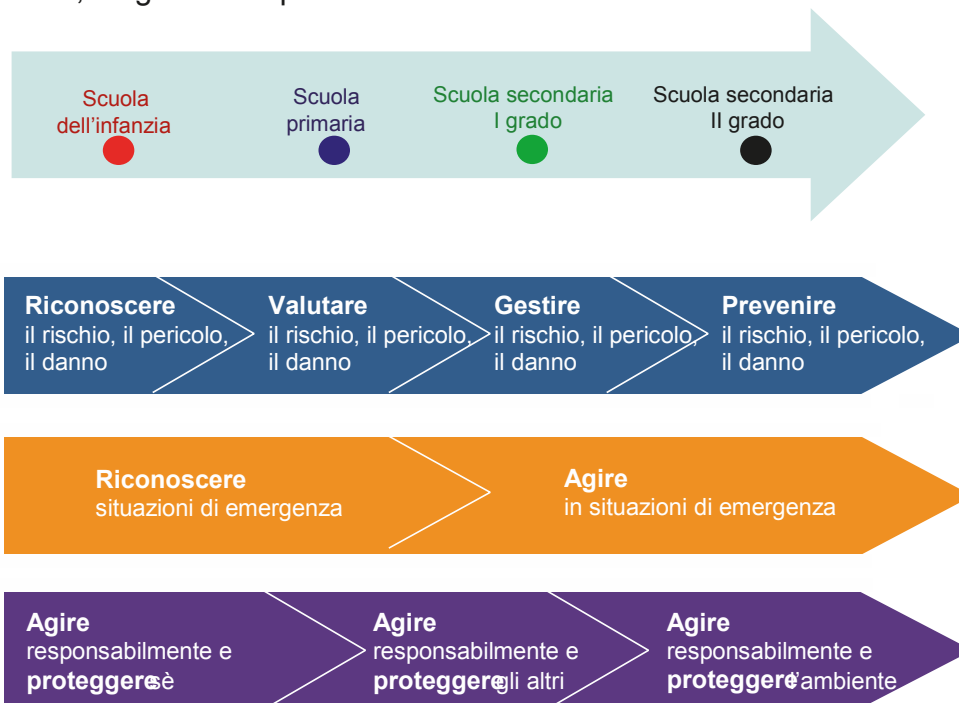 Scuola
dell'infanzia
Scuola
primaria
Scuola secondaria
I grado
Scuola secondaria
II grado
Riconoscere
il rischio, il pericolo,
il danno
Valutare
il rischio, il pericolo,
il danno
Gestire
il rischio, il pericolo,
il danno
Prevenire
il rischio, il pericolo,
il danno
Riconoscere
situazioni di emergenza
Agire
in situazioni di emergenza
Agire
responsabilmente e
proteggere sè
Agire
responsabilmente e
proteggere gli altri
Agire
responsabilmente e
proteggere l'ambiente